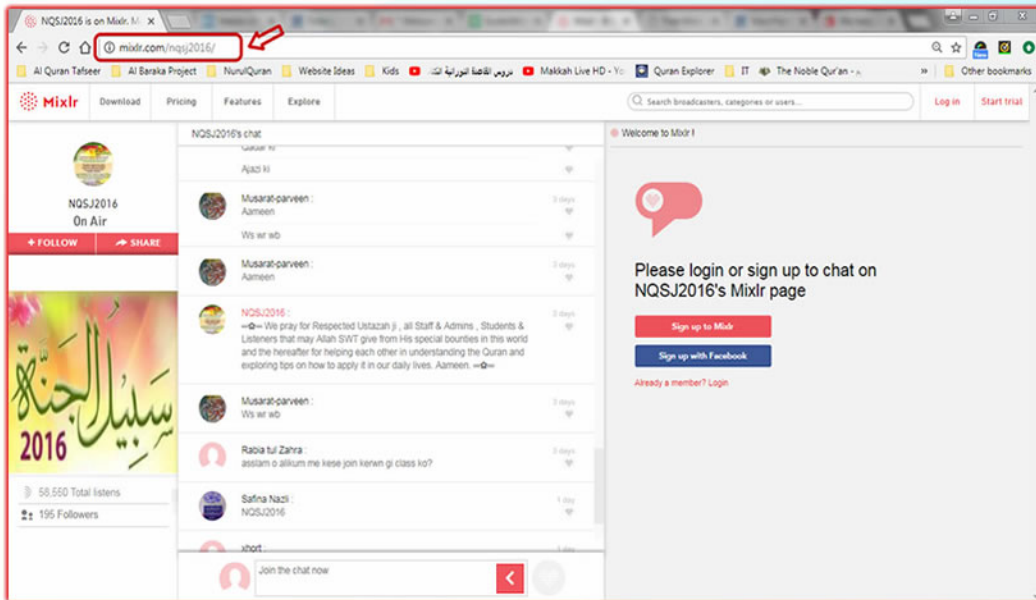 NQSJ2016 is on Mixlr. M
mixlr.com/nqsj2016/
Al Quran Tafseer
Al Baraka Project
NurulQuran
Website Ideas
Kids
Makkah Live HD - Yo
Quran Explorer
IT
The Noble Qur'an -
»
Other bookmarks
Mixlr
Download
Pricing
Features
Explore
Search broadcasters, categories or users...
Log in
Start trial
NQSJ2016
On Air
+ FOLLOW
SHARE
سبيل الجنة
2016
58,550 Total listens
195 Followers
NQSJ2016's chat
Ajazi ki
Musarat-parveen :
3 days
Aameen
Ws wr wb
Musarat-parveen :
3 days
Aameen
NQSJ2016 :
3 days
We pray for Respected Ustazah ji , all Staff & Admins , Students &
Listeners that may Allah SWT give from His special bounties in this world
and the hereafter for helping each other in understanding the Quran and
exploring tips on how to apply it in our daily lives. Aameen.
Musarat-parveen :
3 days
Ws wr wb
Rabia tul Zahra :
3 days
asslam o alikum me kese join kerwn gi class ko?
Safina Nazli :
1 day
NQSJ2016
xhort :
1 day
Join the chat now
Welcome to Mixlr !
Please login or sign up to chat on
NQSJ2016's Mixlr page
Sign up to Mixlr
Sign up with Facebook
Already a member? Login